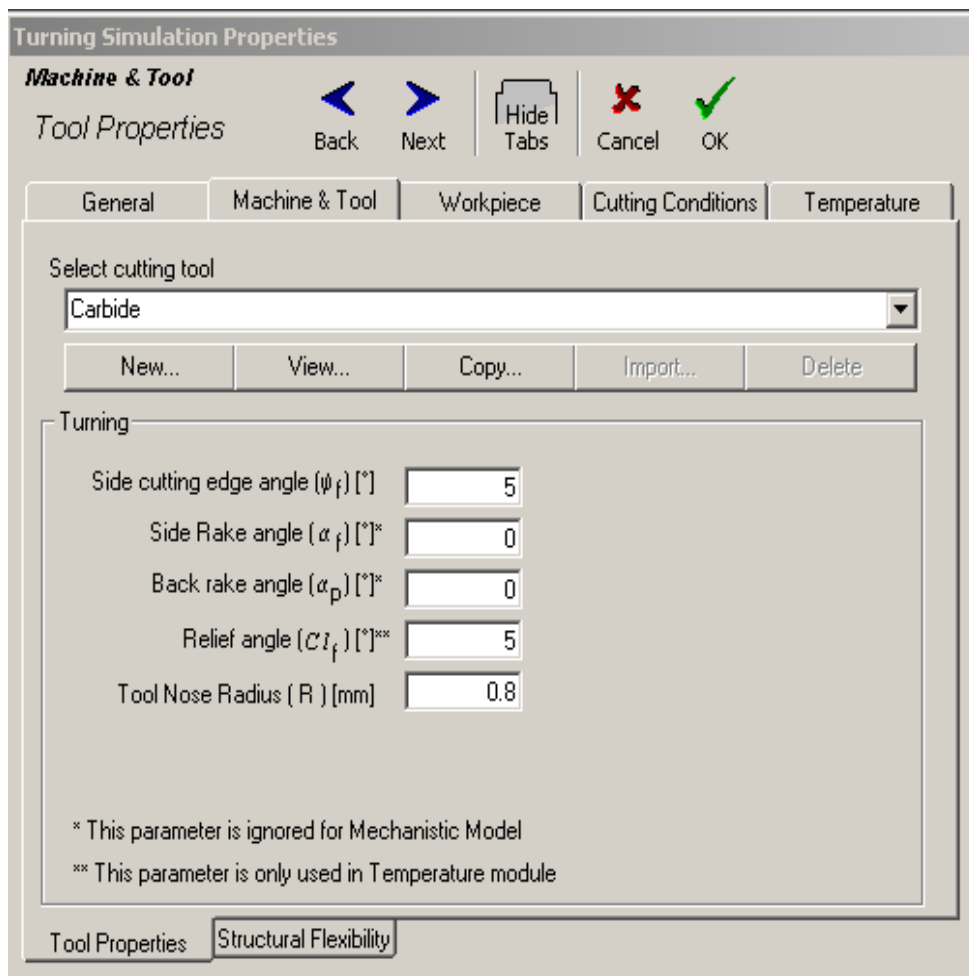 Turning Simulation Properties
Machine & Tool
Tool Properties
Back
Next
Hide
Tabs
Cancel
OK
General
Machine & Tool
Workpiece
Cutting Conditions
Temperature
Select cutting tool
Carbide
New...
View...
Copy...
Import...
Delete
Turning
Side cutting edge angle (ψf) [°] 5
Side Rake angle (αf) [°]* 0
Back rake angle (αp) [°]* 0
Relief angle (Clf) [°]** 5
Tool Nose Radius ( R ) [mm] 0.8
* This parameter is ignored for Mechanistic Model
** This parameter is only used in Temperature module
Tool Properties
Structural Flexibility